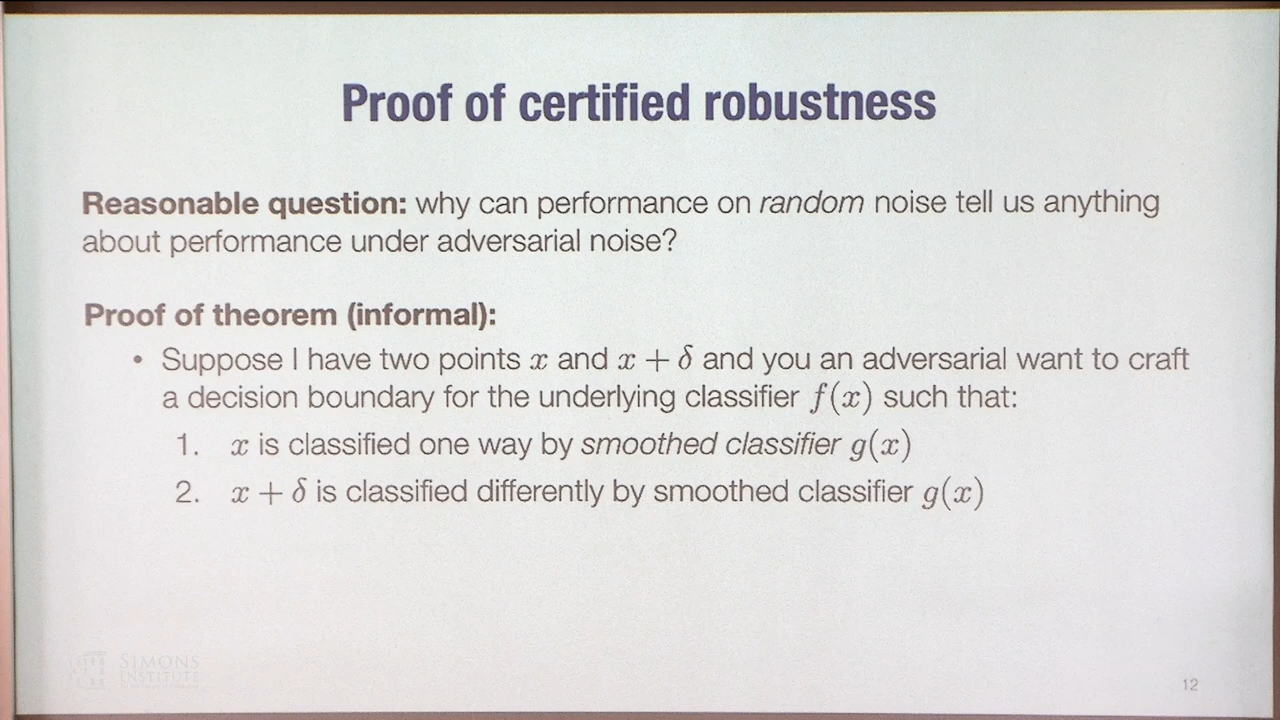 Proof of certified robustness
Reasonable question: why can performance on random noise tell us anything
about performance under adversarial noise?
Proof of theorem (informal):
• Suppose I have two points x and x + δ and you an adversarial want to craft
a decision boundary for the underlying classifier f(x) such that:
1. x is classified one way by smoothed classifier g(x)
2. x + δ is classified differently by smoothed classifier g(x)
SIMONS
INSTITUTE
12